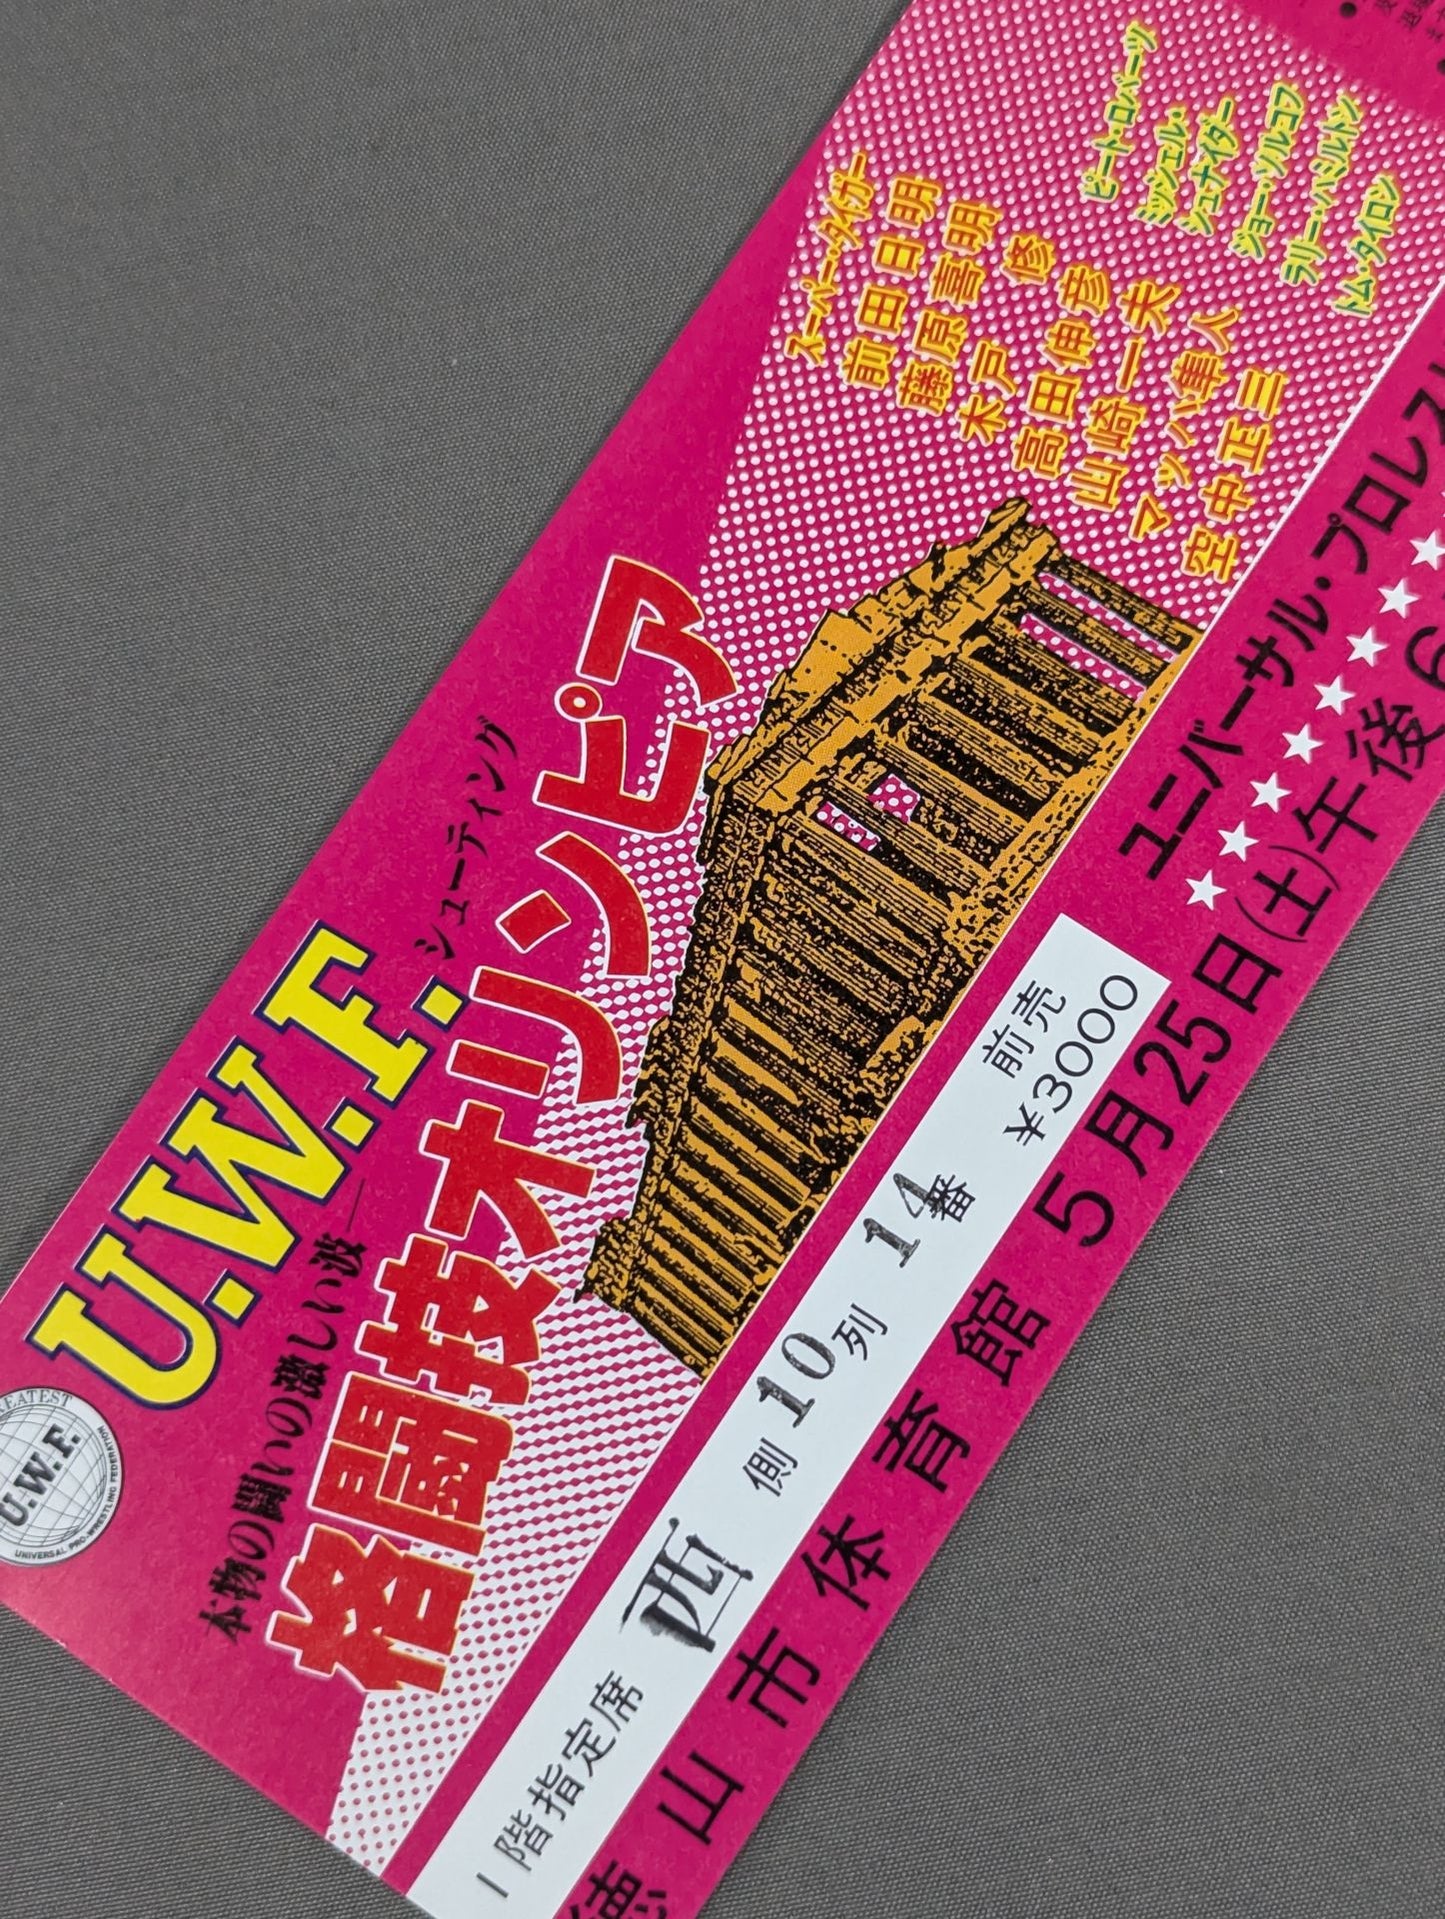 U.W.F.
シューティング
本物の闘いの激しい波―
格闘技オリンピア
U.W.F.
UNIVERSAL PRO-WRESTLING FEDERATION
スーパー・タイガー
前田日明
藤原喜明
木戸修
高田伸彦
山崎一夫
マッハ隼人
空中正三
ピート・ロバーツ
ミッシェル・シュナイダー
ジョー・ソルコフ
ラリー・ハミルトン
トム・タイロン
1階指定席 西側 10列 14番
前売 ¥3000
ユニバーサル・プロレス
★★★★★★★★
徳山市体育館 5月25日(土)午後6